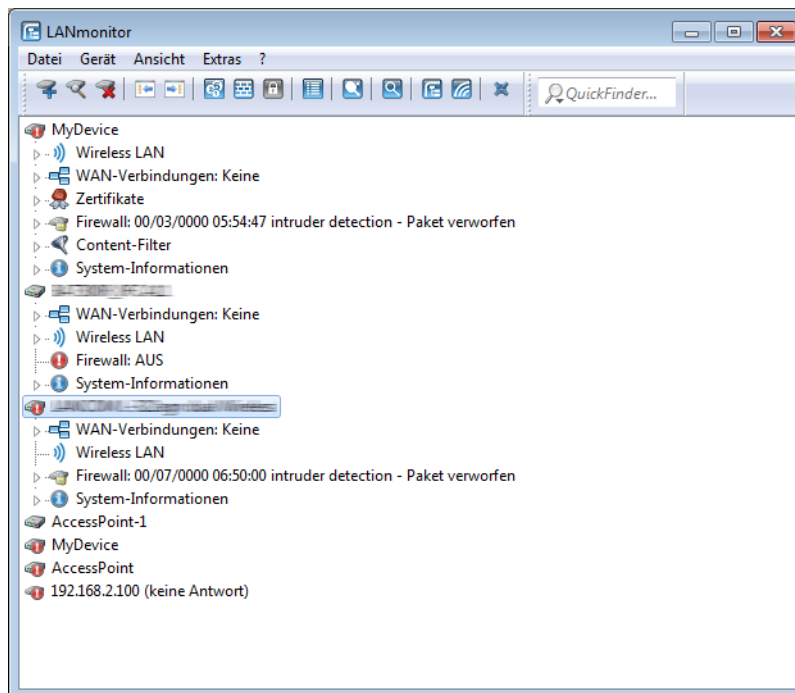 LANmonitor
Datei Gerät Ansicht Extras ?
QuickFinder...
MyDevice
Wireless LAN
WAN-Verbindungen: Keine
Zertifikate
Firewall: 00/03/0000 05:54:47 intruder detection - Paket verworfen
Content-Filter
System-Informationen
WAN-Verbindungen: Keine
Wireless LAN
Firewall: AUS
System-Informationen
WAN-Verbindungen: Keine
Wireless LAN
Firewall: 00/07/0000 06:50:00 intruder detection - Paket verworfen
System-Informationen
AccessPoint-1
MyDevice
AccessPoint
192.168.2.100 (keine Antwort)